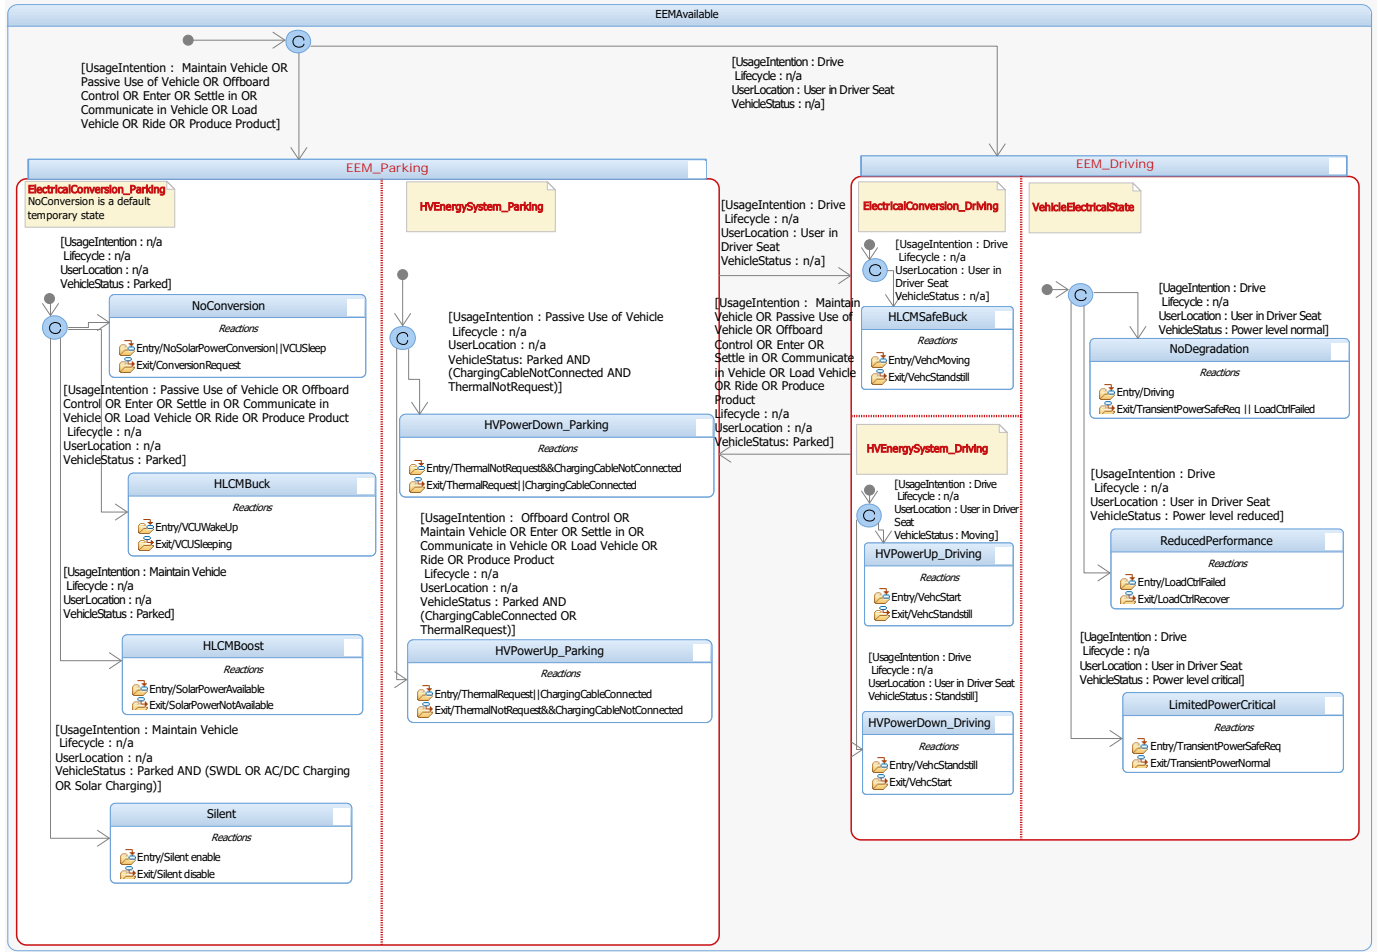 EEMAvailable
C
[UsageIntention :  Maintain Vehicle OR
Passive Use of Vehicle OR Offboard
Control OR Enter OR Settle in OR
Communicate in Vehicle OR Load
Vehicle OR Ride OR Produce Product]
[UsageIntention : Drive
Lifecycle : n/a
UserLocation : User in Driver Seat
VehicleStatus : n/a]
EEM_Parking
ElectricalConversion_Parking
NoConversion is a default
temporary state
[UsageIntention : n/a
Lifecycle : n/a
UserLocation : n/a
VehicleStatus : Parked]
C
NoConversion
Reactions
Entry/NoSolarPowerConversion||VCUSleep
Exit/ConversionRequest
[UsageIntention : Passive Use of Vehicle OR Offboard
Control OR Enter OR Settle in OR Communicate in
Vehicle OR Load Vehicle OR Ride OR Produce Product
Lifecycle : n/a
UserLocation : n/a
VehicleStatus : Parked]
HLCMBuck
Reactions
Entry/VCUWakeUp
Exit/VCUSleeping
[UsageIntention : Maintain Vehicle
Lifecycle : n/a
UserLocation : n/a
VehicleStatus : Parked]
HLCMBoost
Reactions
Entry/SolarPowerAvailable
Exit/SolarPowerNotAvailable
[UsageIntention : Maintain Vehicle
Lifecycle : n/a
UserLocation : n/a
VehicleStatus : Parked AND (SWDL OR AC/DC Charging
OR Solar Charging)]
Silent
Reactions
Entry/Silent enable
Exit/Silent disable
HVEnergySystem_Parking
C
[UsageIntention : Passive Use of Vehicle
Lifecycle : n/a
UserLocation : n/a
VehicleStatus: Parked AND
(ChargingCableNotConnected AND
ThermalNotRequest)]
HVPowerDown_Parking
Reactions
Entry/ThermalNotRequest&&ChargingCableNotConnected
Exit/ThermalRequest||ChargingCableConnected
[UsageIntention :  Offboard Control OR
Maintain Vehicle OR Enter OR Settle in OR
Communicate in Vehicle OR Load Vehicle OR
Ride OR Produce Product
Lifecycle : n/a
UserLocation : n/a
VehicleStatus : Parked AND
(ChargingCableConnected OR
ThermalRequest)]
HVPowerUp_Parking
Reactions
Entry/ThermalRequest||ChargingCableConnected
Exit/ThermalNotRequest&&ChargingCableNotConnected
[UsageIntention : Drive
Lifecycle : n/a
UserLocation : User in
Driver Seat
VehicleStatus : n/a]
[UsageIntention :  Maintain
Vehicle OR Passive Use of
Vehicle OR Offboard
Control OR Enter OR
Settle in OR Communicate
in Vehicle OR Load Vehicle
OR Ride OR Produce
Product
Lifecycle : n/a
UserLocation : n/a
VehicleStatus: Parked]
EEM_Driving
ElectricalConversion_Driving
C
[UsageIntention : Drive
Lifecycle : n/a
UserLocation : User in
Driver Seat
VehicleStatus : n/a]
HLCMSafeBuck
Reactions
Entry/VehcMoving
Exit/VehcStandstill
HVEnergySystem_Driving
C
[UsageIntention : Drive
Lifecycle : n/a
UserLocation : User in Driver
Seat
VehicleStatus : Moving]
HVPowerUp_Driving
Reactions
Entry/VehcStart
Exit/VehcStandstill
[UsageIntention : Drive
Lifecycle : n/a
UserLocation : User in Driver Seat
VehicleStatus : Standstill]
HVPowerDown_Driving
Reactions
Entry/VehcStandstill
Exit/VehcStart
VehicleElectricalState
C
[UageIntention : Drive
Lifecycle : n/a
UserLocation : User in Driver Seat
VehicleStatus : Power level normal]
NoDegradation
Reactions
Entry/Driving
Exit/TransientPowerSafeReq || LoadCtrlFailed
[UsageIntention : Drive
Lifecycle : n/a
UserLocation : User in Driver Seat
VehicleStatus : Power level reduced]
ReducedPerformance
Reactions
Entry/LoadCtrlFailed
Exit/LoadCtrlRecover
[UageIntention : Drive
Lifecycle : n/a
UserLocation : User in Driver Seat
VehicleStatus : Power level critical]
LimitedPowerCritical
Reactions
Entry/TransientPowerSafeReq
Exit/TransientPowerNormal